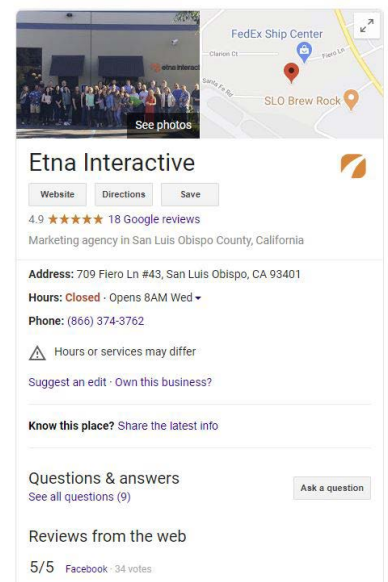 etna interactive
See photos
FedEx Ship Center
Clarion Ct
Fiero Ln
Santa Fe Rd
SLO Brew Rock
Etna Interactive
Website Directions Save
4.9 ★★★★★ 18 Google reviews
Marketing agency in San Luis Obispo County, California
Address: 709 Fiero Ln #43, San Luis Obispo, CA 93401
Hours: Closed · Opens 8AM Wed
Phone: (866) 374-3762
Hours or services may differ
Suggest an edit · Own this business?
Know this place? Share the latest info
Questions & answers
See all questions (9)
Ask a question
Reviews from the web
5/5 Facebook · 34 votes